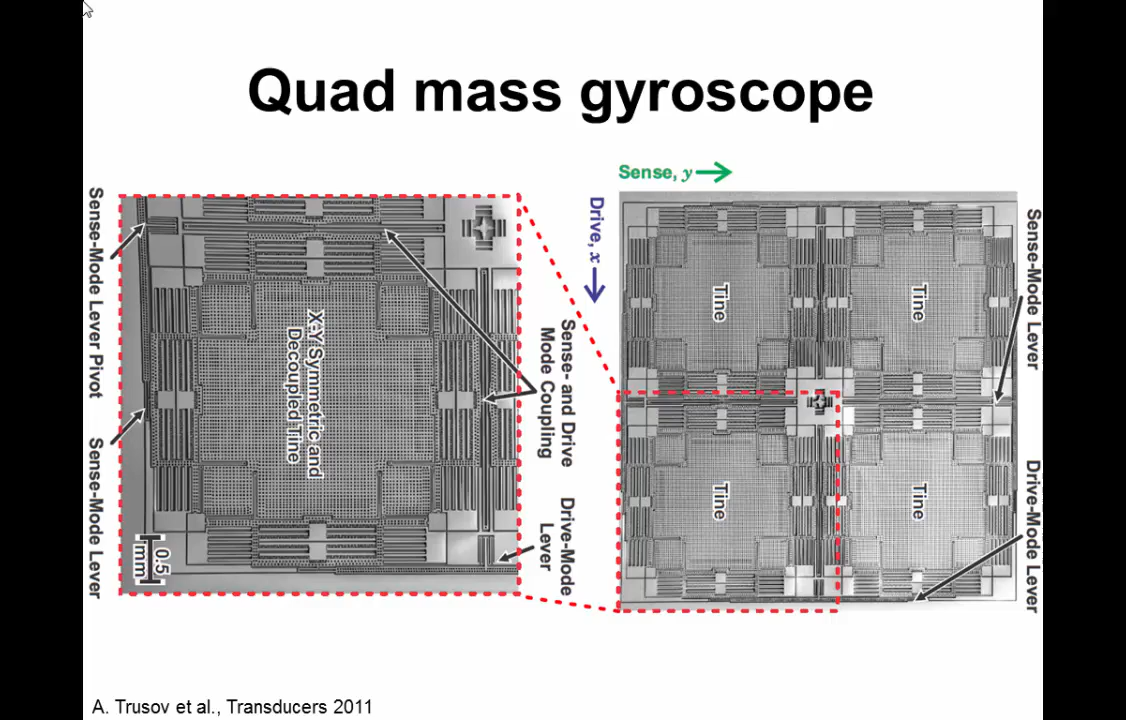 Quad mass gyroscope
Sense-Mode Lever Pivot
Sense-Mode Lever
X-Y Symmetric and
Decoupled Tine
0.5
mm
Sense- and Drive
Mode Coupling
Drive-Mode
Lever
Sense, y
Drive, x
Tine
Tine
Tine
Tine
Sense-Mode Lever
Drive-Mode Lever
A. Trusov et al., Transducers 2011